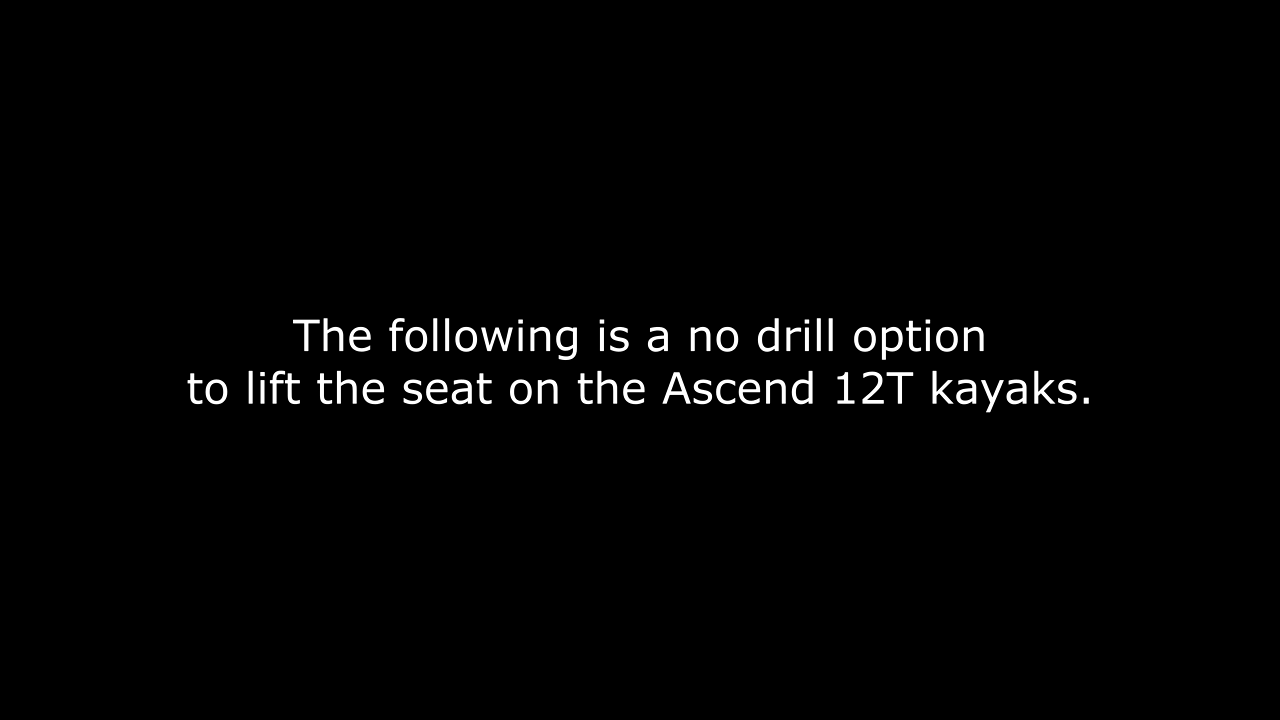 The following is a no drill option
to lift the seat on the Ascend 12T kayaks.